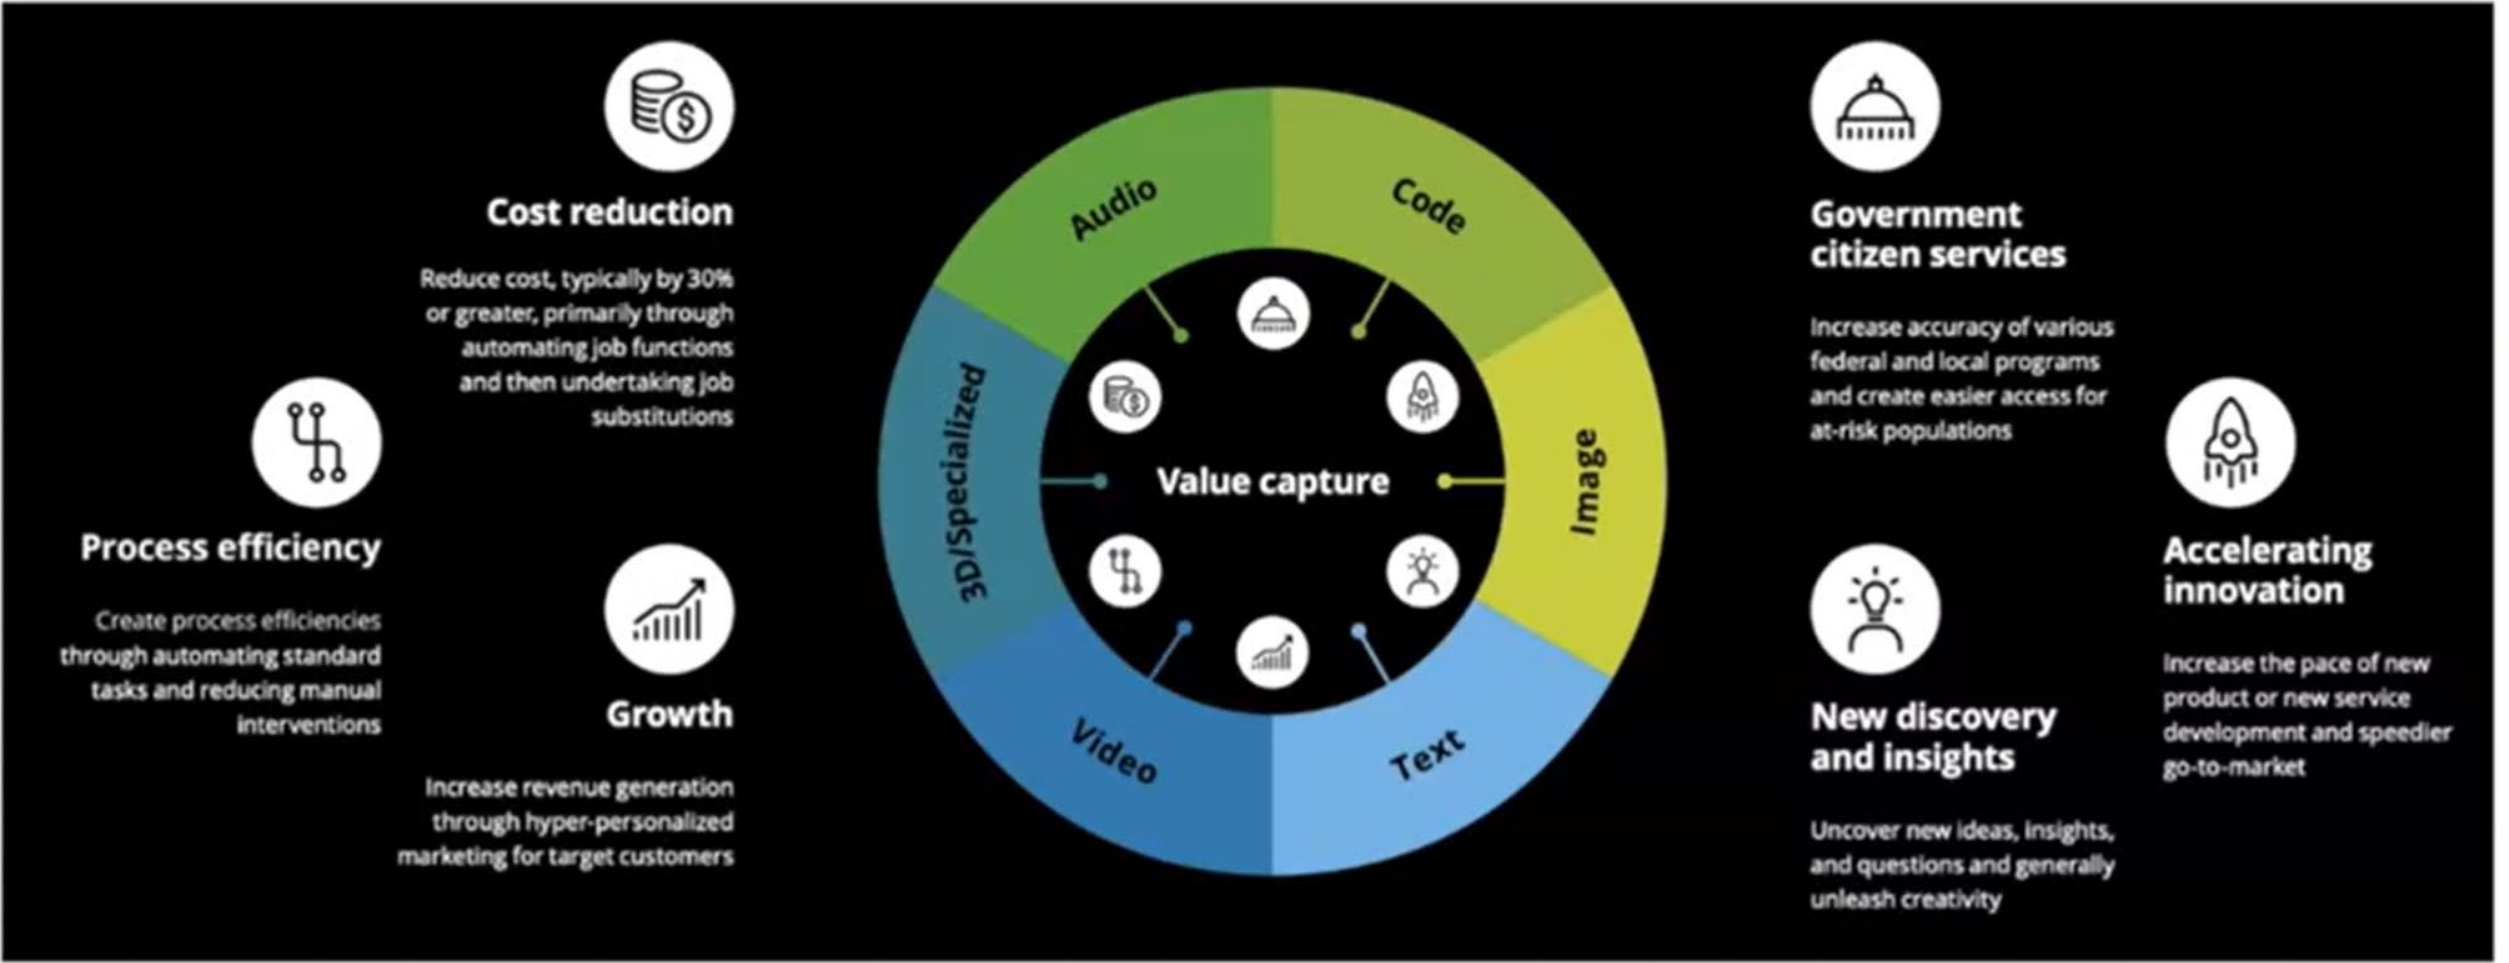 Cost reduction
Reduce cost, typically by 30%
or greater, primarily through
automating job functions
and then undertaking job
substitutions
Process efficiency
Create process efficiencies
through automating standard
tasks and reducing manual
interventions
Growth
Increase revenue generation
through hyper-personalized
marketing for target customers
Audio
Code
3D/Specialized
Value capture
Image
Video
Text
Government
citizen services
Increase accuracy of various
federal and local programs
and create easier access for
at-risk populations
Accelerating
innovation
Increase the pace of new
product or new service
development and speedier
go-to-market
New discovery
and insights
Uncover new ideas, insights,
and questions and generally
unleash creativity